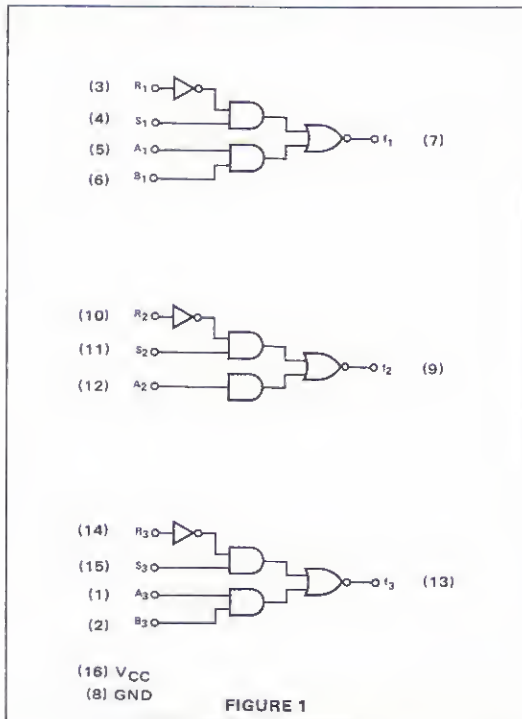 (3) R1
(4) S1
(5) A1
(6) B1
f1 (7)
(10) R2
(11) S2
(12) A2
f2 (9)
(14) R3
(15) S3
(1) A3
(2) B3
f3 (13)
(16) VCC
(8) GND
FIGURE 1